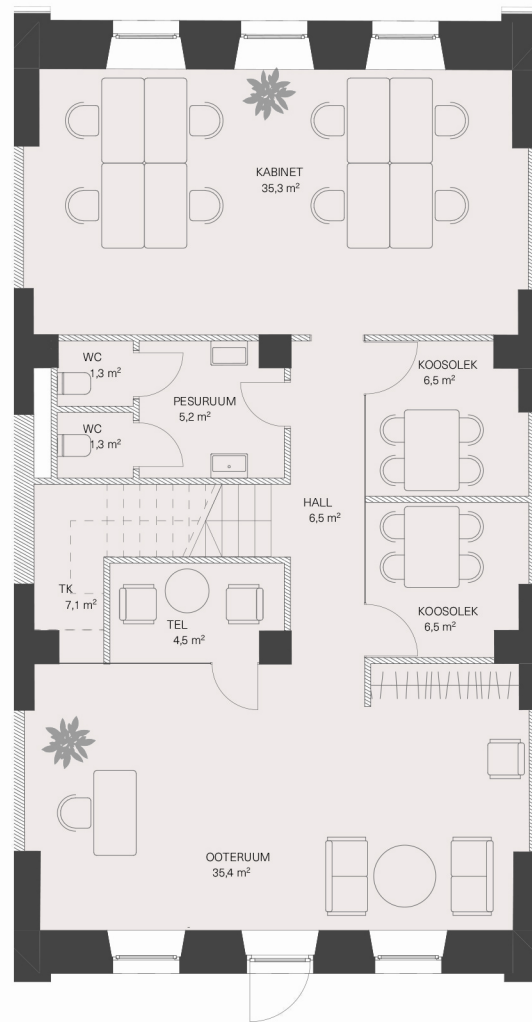 KABINET
35,3 m²
WC
1,3 m²
KOOSOLEK
6,5 m²
PESURUUM
5,2 m²
WC
1,3 m²
HALL
6,5 m²
TK
7,1 m²
TEL
4,5 m²
KOOSOLEK
6,5 m²
OOTERUUM
35,4 m²